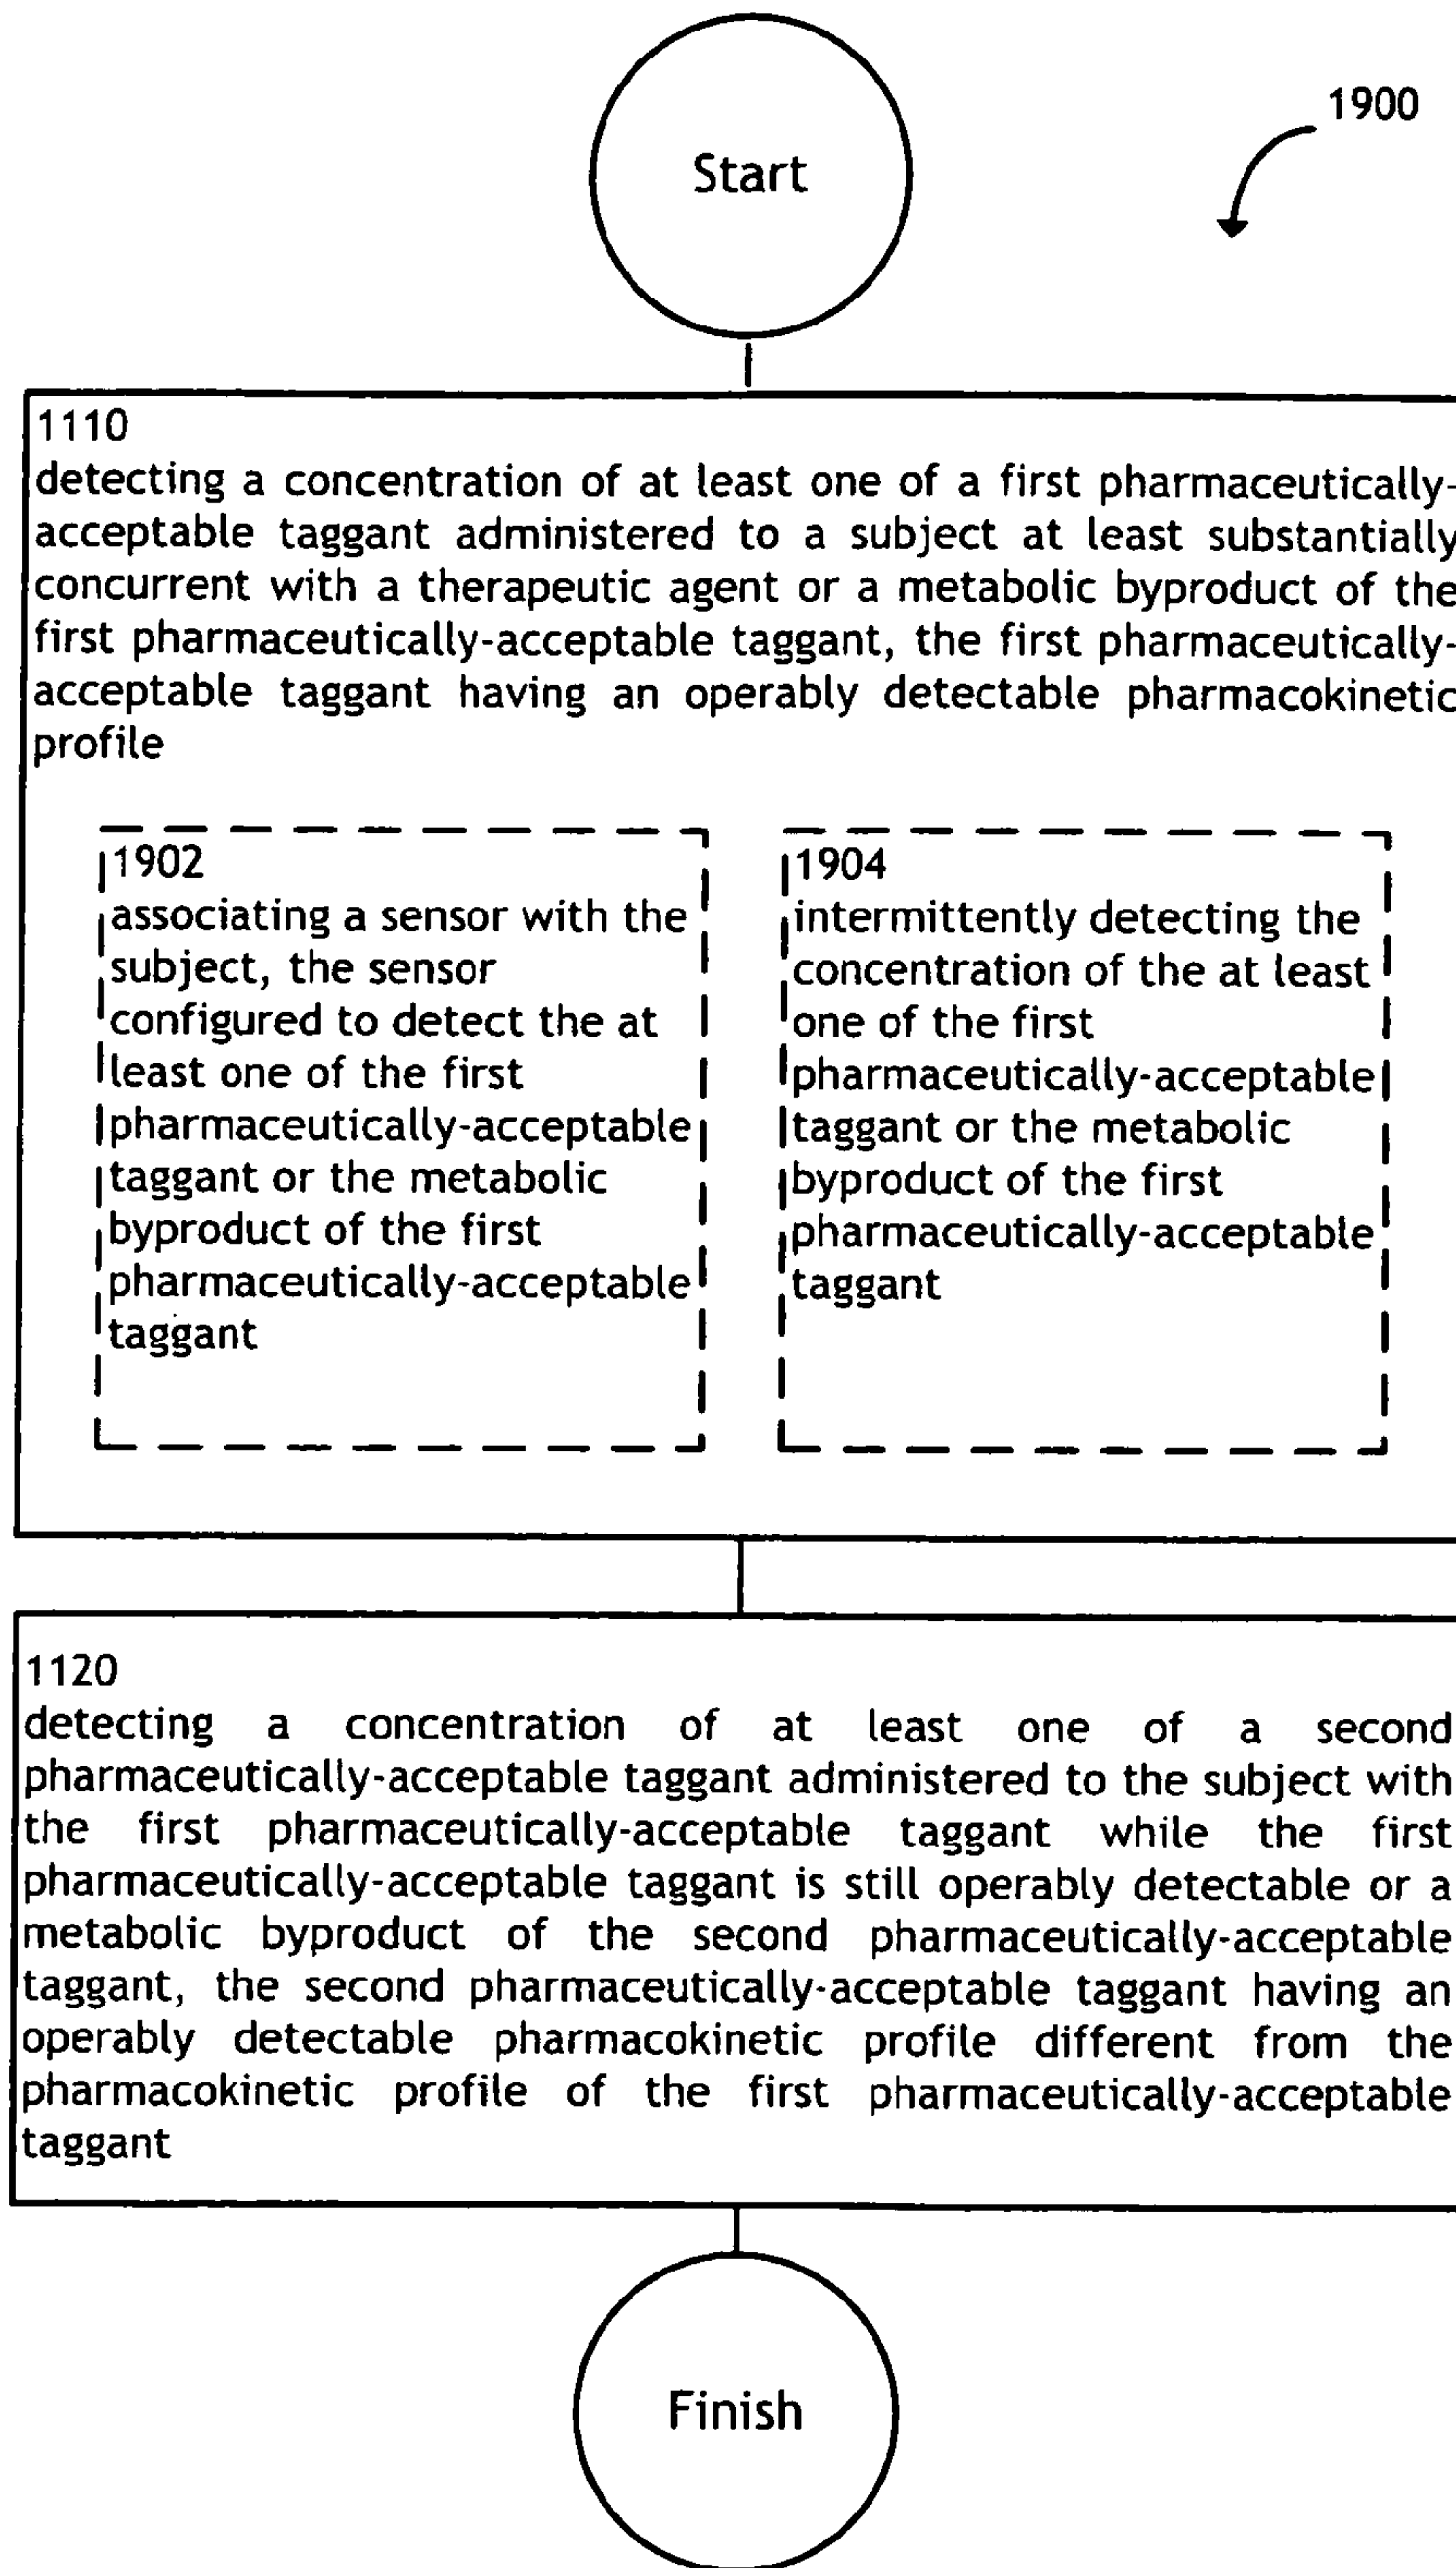 Start
1900
1110
detecting a concentration of at least one of a first pharmaceutically-
acceptable taggant administered to a subject at least substantially
concurrent with a therapeutic agent or a metabolic byproduct of the
first pharmaceutically-acceptable taggant, the first pharmaceutically-
acceptable taggant having an operably detectable pharmacokinetic
profile
1902
associating a sensor with the
subject, the sensor
configured to detect the at
least one of the first
pharmaceutically-acceptable
taggant or the metabolic
byproduct of the first
pharmaceutically-acceptable
taggant
1904
intermittently detecting the
concentration of the at least
one of the first
pharmaceutically-acceptable
taggant or the metabolic
byproduct of the first
pharmaceutically-acceptable
taggant
1120
detecting a concentration of at least one of a second
pharmaceutically-acceptable taggant administered to the subject with
the first pharmaceutically-acceptable taggant while the first
pharmaceutically-acceptable taggant is still operably detectable or a
metabolic byproduct of the second pharmaceutically-acceptable
taggant, the second pharmaceutically-acceptable taggant having an
operably detectable pharmacokinetic profile different from the
pharmacokinetic profile of the first pharmaceutically-acceptable
taggant
Finish